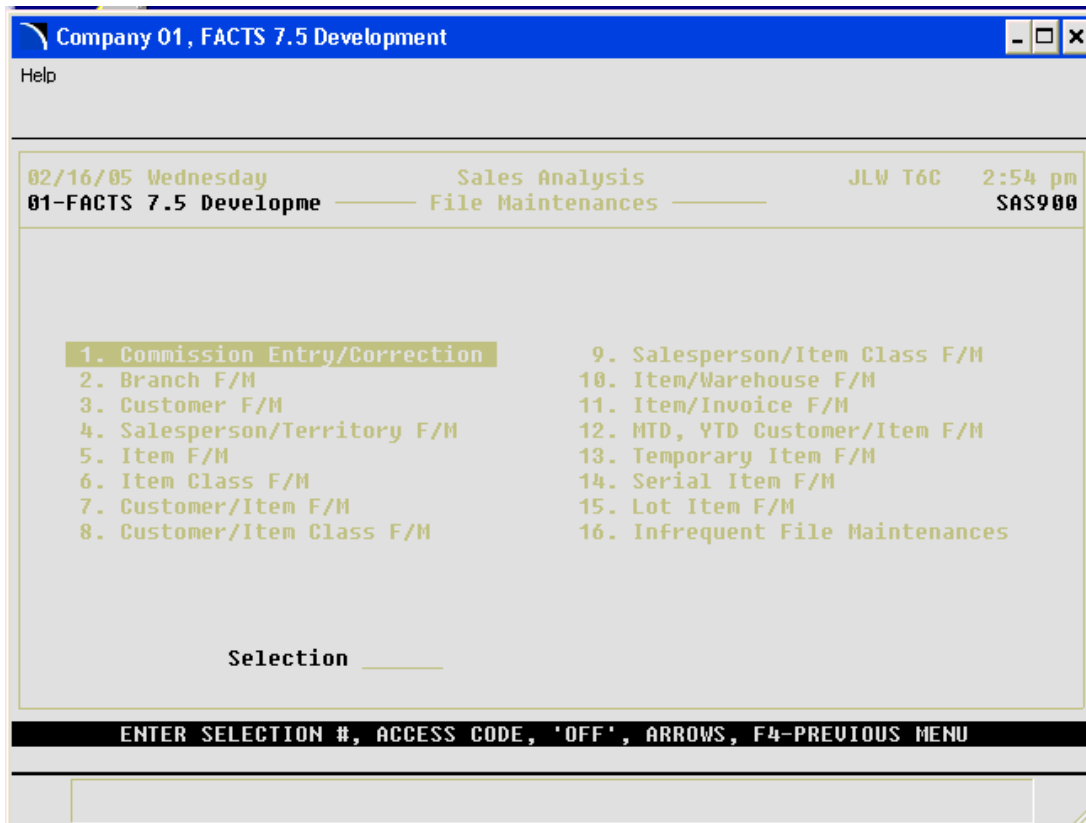 Company 01, FACTS 7.5 Development
Help
02/16/05 Wednesday Sales Analysis JLW T6C 2:54 pm
01-FACTS 7.5 Developme File Maintenances SAS900
1. Commission Entry/Correction 9. Salesperson/Item Class F/M
2. Branch F/M 10. Item/Warehouse F/M
3. Customer F/M 11. Item/Invoice F/M
4. Salesperson/Territory F/M 12. MTD, YTD Customer/Item F/M
5. Item F/M 13. Temporary Item F/M
6. Item Class F/M 14. Serial Item F/M
7. Customer/Item F/M 15. Lot Item F/M
8. Customer/Item Class F/M 16. Infrequent File Maintenances
Selection
ENTER SELECTION #, ACCESS CODE, 'OFF', ARROWS, F4-PREVIOUS MENU